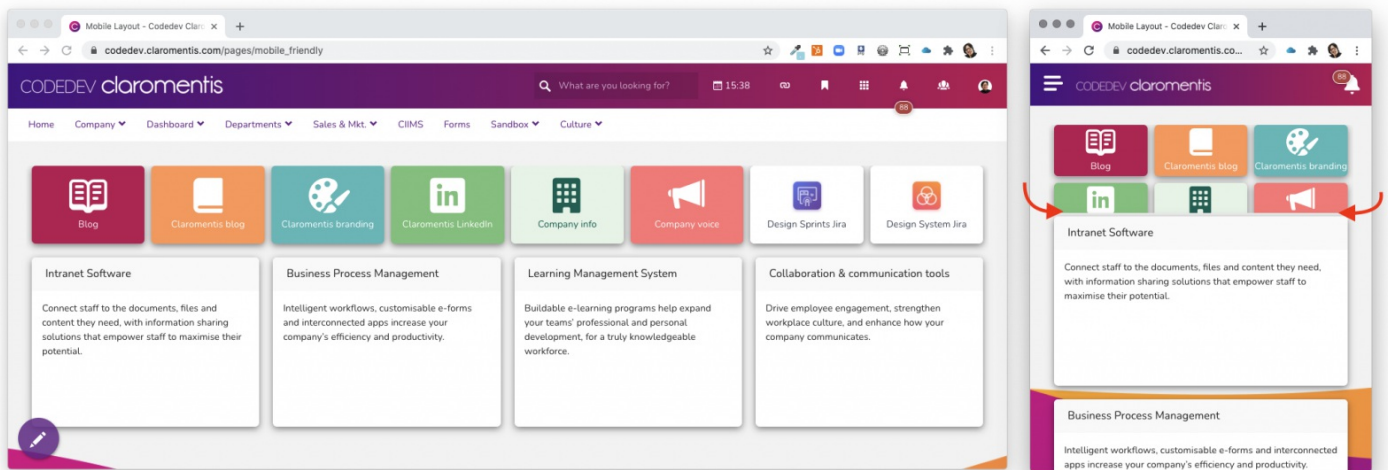 Mobile Layout - Codedev Claro
codedev.claromentis.com/pages/mobile_friendly
CODEDEV claromentis
What are you looking for?
15:38
88
Home Company Dashboard Departments Sales & Mkt. CIIMS Forms Sandbox Culture
Blog
Claromentis blog
Claromentis branding
in
Claromentis LinkedIn
Company info
Company voice
Design Sprints Jira
Design System Jira
Intranet Software
Connect staff to the documents, files and
content they need, with information sharing
solutions that empower staff to maximise their
potential.
Business Process Management
Intelligent workflows, customisable e-forms
and interconnected apps increase your
company's efficiency and productivity.
Learning Management System
Buildable e-learning programs help expand
your teams' professional and personal
development, for a truly knowledgeable
workforce.
Collaboration & communication tools
Drive employee engagement, strengthen
workplace culture, and enhance how your
company communicates.
Mobile Layout - Codedev Claro
codedev.claromentis.co...
CODEDEV claromentis
88
Blog
Claromentis blog
Claromentis branding
in
Intranet Software
Connect staff to the documents, files and content they need,
with information sharing solutions that empower staff to
maximise their potential.
Business Process Management
Intelligent workflows, customisable e-forms and interconnected
apps increase your company's efficiency and productivity.